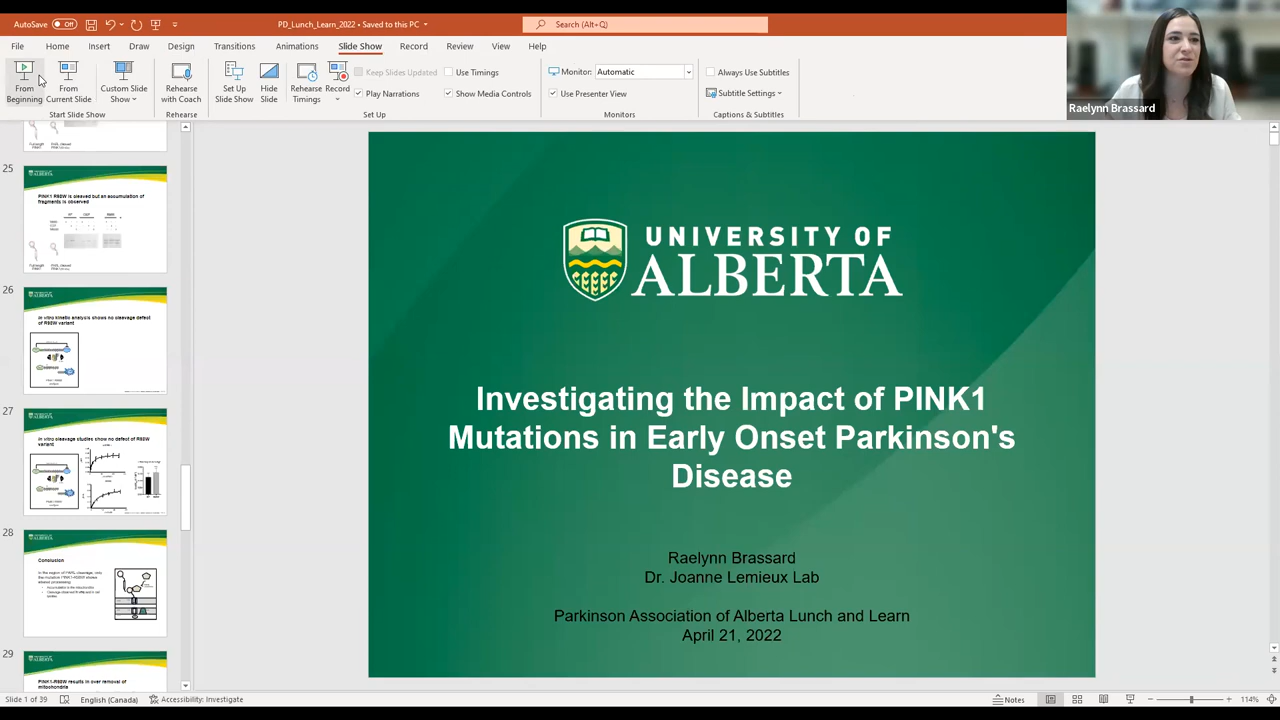 AutoSave Off
PD_Lunch_Learn_2022 • Saved to this PC
Search (Alt+Q)
File Home Insert Draw Design Transitions Animations Slide Show Record Review View Help
From Beginning
From Current Slide
Custom Slide Show
Rehearse with Coach
Set Up Slide Show
Hide Slide
Rehearse Timings
Record
Keep Slides Updated
Use Timings
Play Narrations
Show Media Controls
Monitor: Automatic
Use Presenter View
Always Use Subtitles
Subtitle Settings
Start Slide Show
Rehearse
Set Up
Monitors
Captions & Subtitles
Raelynn Brassard
25
PINK1 R98W is cleaved but an accumulation of
fragments is observed
26
In vitro kinetic analysis shows no cleavage defect
of R98W variant
27
In vitro cleavage studies show no defect of R98W
variant
28
Conclusion
29
PINK1-R98W results in over removal of
mitochondria
UNIVERSITY OF
ALBERTA
Investigating the Impact of PINK1
Mutations in Early Onset Parkinson's
Disease
Raelynn Brassard
Dr. Joanne Lemieux Lab
Parkinson Association of Alberta Lunch and Learn
April 21, 2022
Slide 1 of 39
English (Canada)
Accessibility: Investigate
Notes
114%